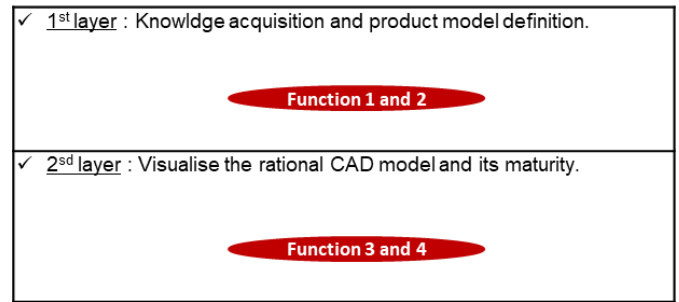 ✓ 1st layer : Knowldge acquisition and product model definition.
Function 1 and 2
✓ 2sd layer : Visualise the rational CAD model and its maturity.
Function 3 and 4